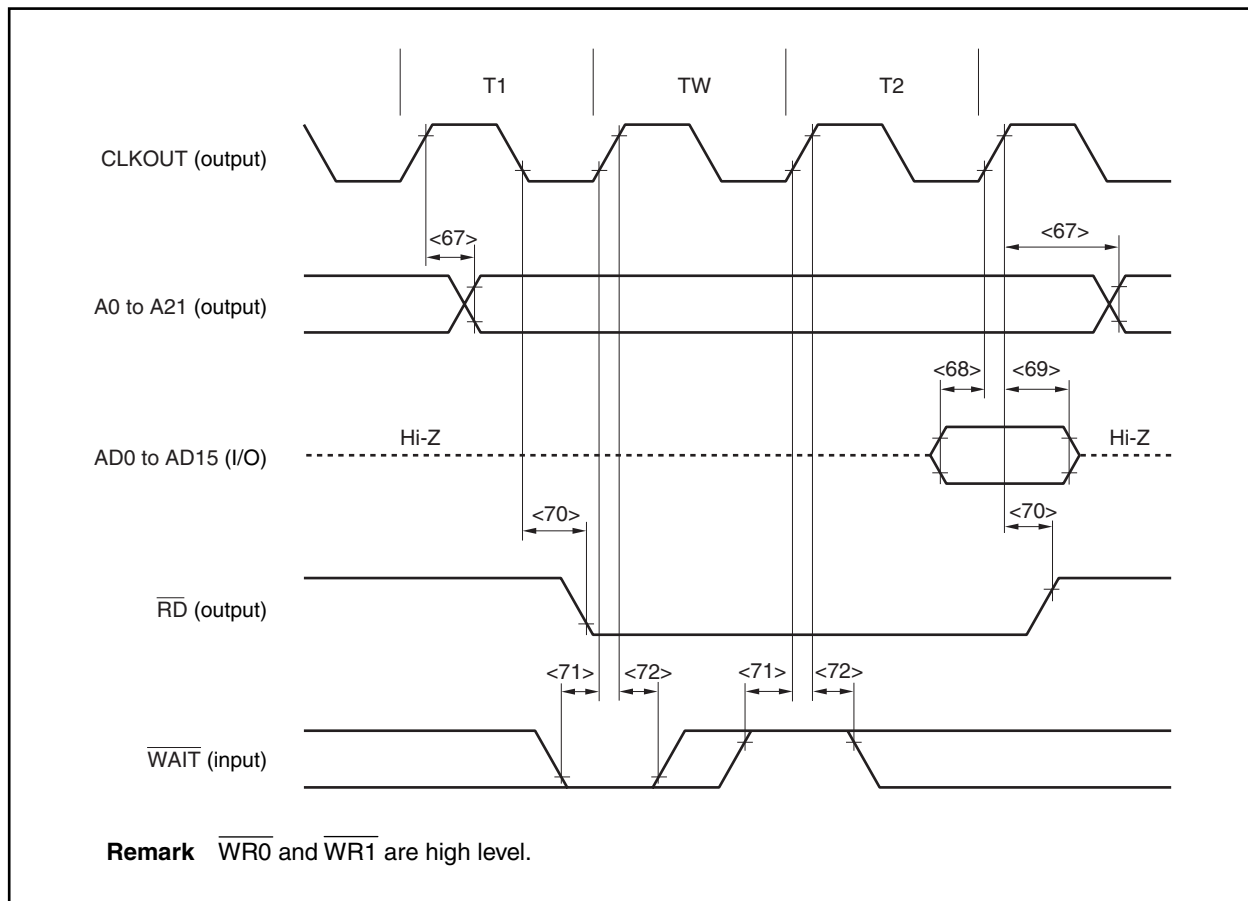 T1 TW T2
CLKOUT (output)
<67> <67>
A0 to A21 (output)
<68> <69>
Hi-Z Hi-Z
AD0 to AD15 (I/O)
<70> <70>
RD (output)
<71> <72> <71> <72>
WAIT (input)
Remark WR0 and WR1 are high level.